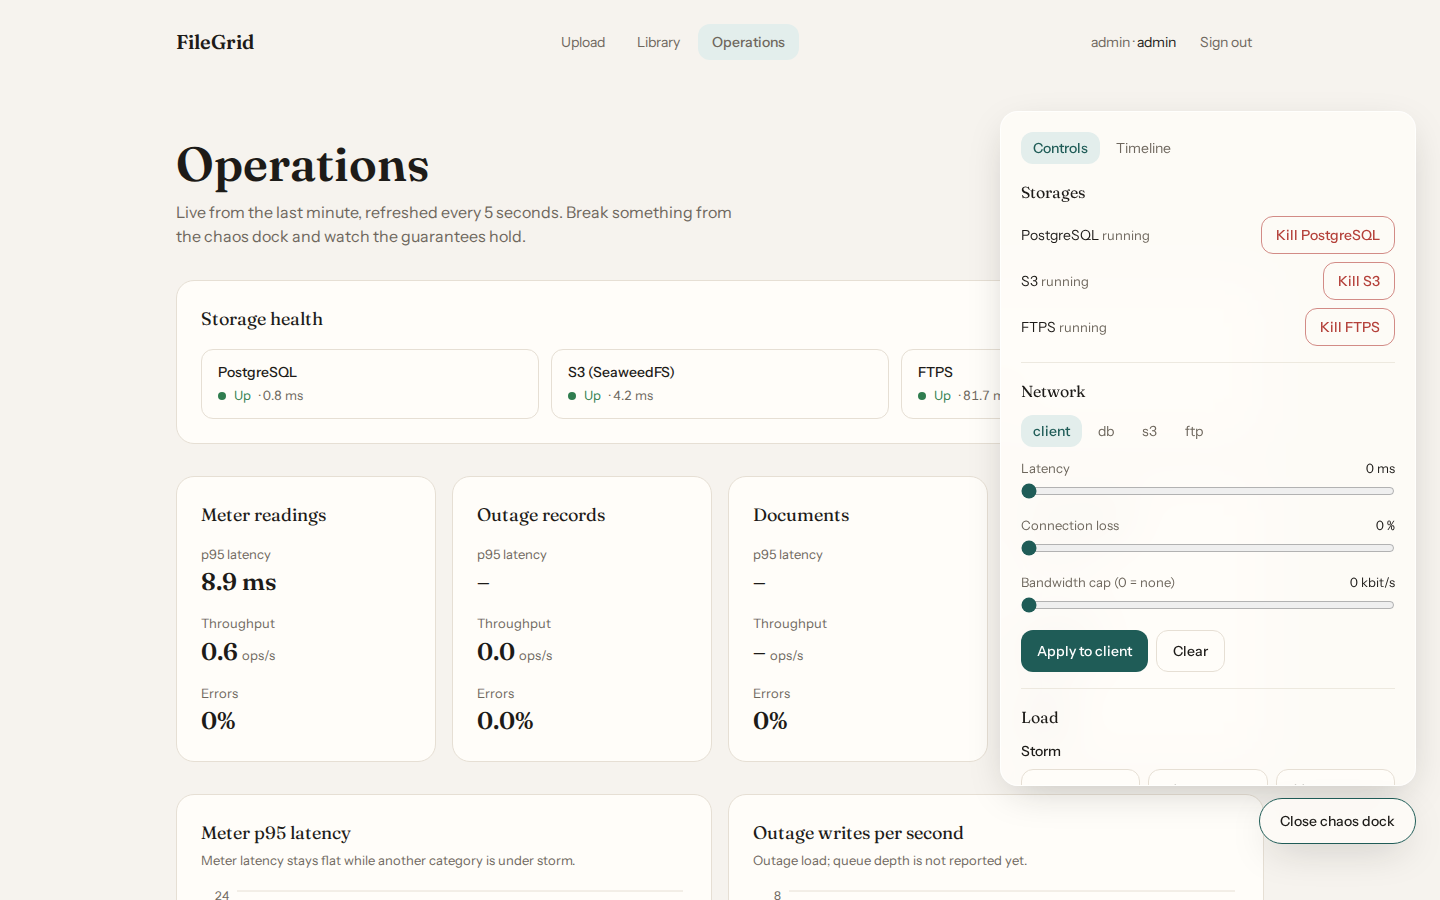 FileGrid
Upload
Library
Operations
admin · admin
Sign out
Operations
Live from the last minute, refreshed every 5 seconds. Break something from
the chaos dock and watch the guarantees hold.
Storage health
PostgreSQL
Up · 0.8 ms
S3 (SeaweedFS)
Up · 4.2 ms
FTPS
Up · 81.7
Meter readings
p95 latency
8.9 ms
Throughput
0.6 ops/s
Errors
0%
Outage records
p95 latency
–
Throughput
0.0 ops/s
Errors
0.0%
Documents
p95 latency
–
Throughput
– ops/s
Errors
0%
Meter p95 latency
Meter latency stays flat while another category is under storm.
24
Outage writes per second
Outage load; queue depth is not reported yet.
8
Controls
Timeline
Storages
PostgreSQL running
Kill PostgreSQL
S3 running
Kill S3
FTPS running
Kill FTPS
Network
client
db
s3
ftp
Latency
0 ms
Connection loss
0 %
Bandwidth cap (0 = none)
0 kbit/s
Apply to client
Clear
Load
Storm
Close chaos dock